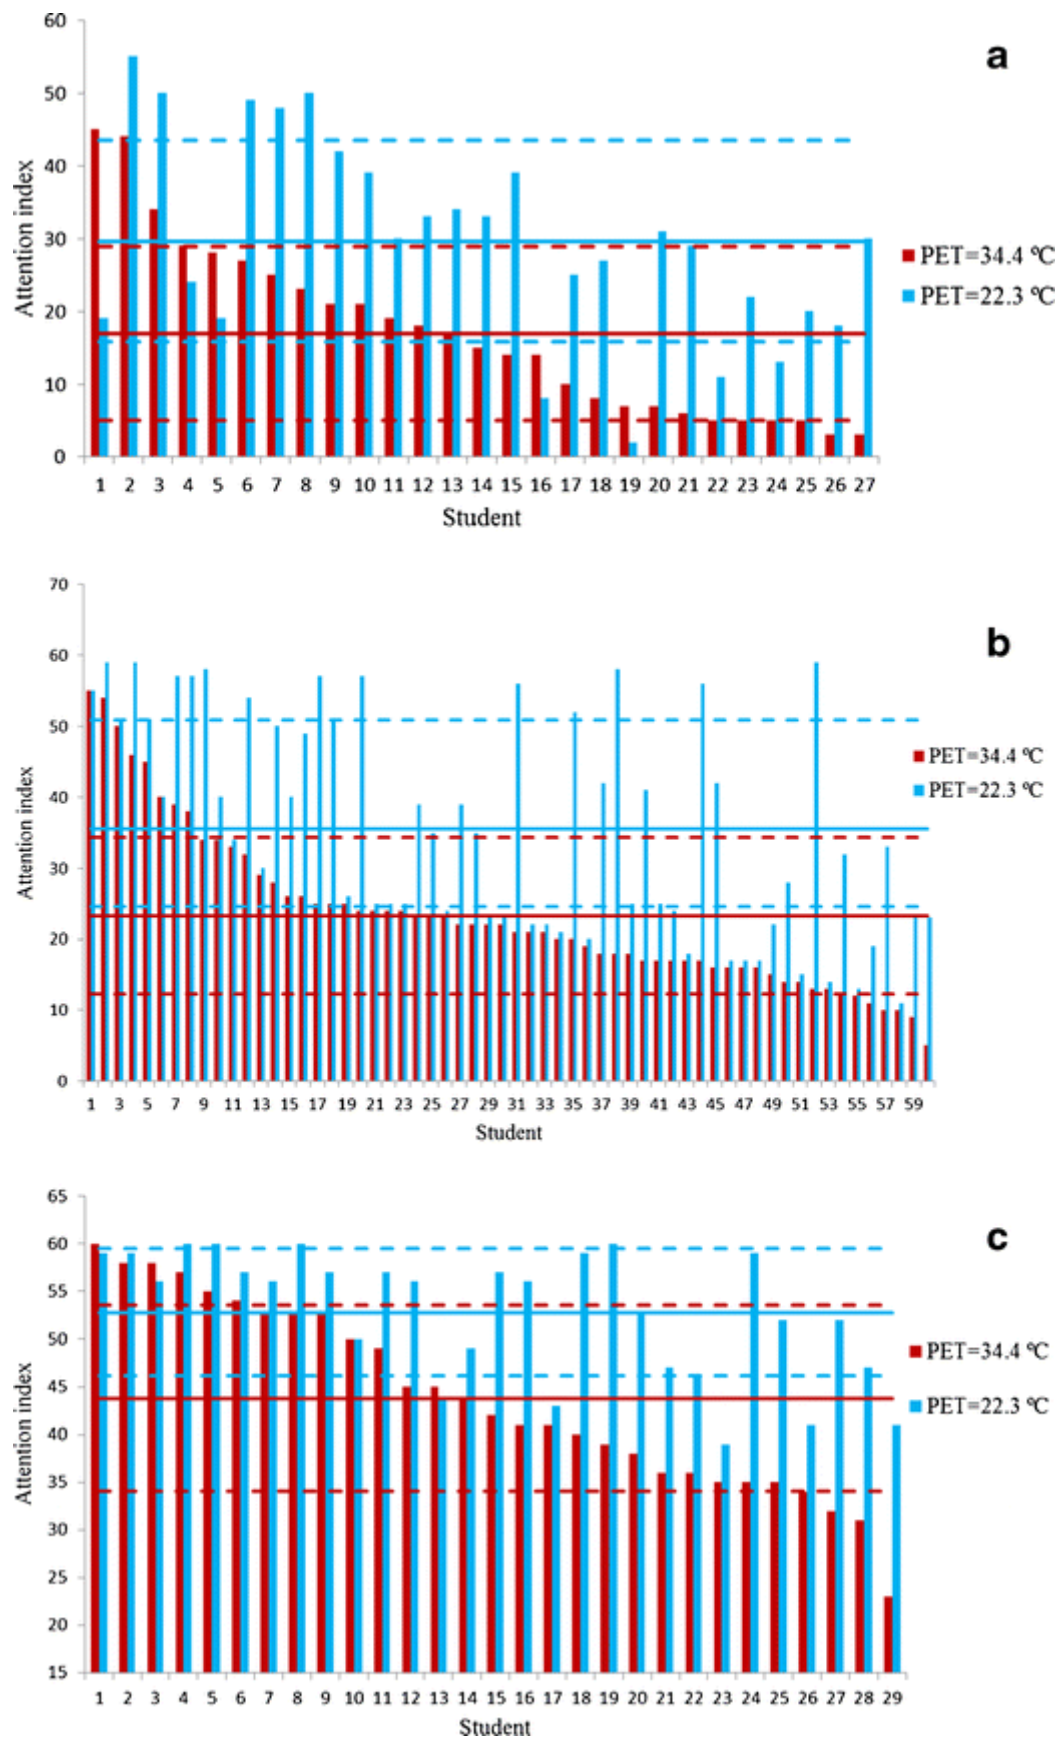 a
60
50
40
30
20
10
0
Attention index
1 2 3 4 5 6 7 8 9 10 11 12 13 14 15 16 17 18 19 20 21 22 23 24 25 26 27
Student
PET=34.4 ºC
PET=22.3 ºC
b
70
60
50
40
30
20
10
0
Attention index
1 3 5 7 9 11 13 15 17 19 21 23 25 27 29 31 33 35 37 39 41 43 45 47 49 51 53 55 57 59
Student
PET=34.4 ºC
PET=22.3 ºC
c
65
60
55
50
45
40
35
30
25
20
15
Attention index
1 2 3 4 5 6 7 8 9 10 11 12 13 14 15 16 17 18 19 20 21 22 23 24 25 26 27 28 29
Student
PET=34.4 ºC
PET=22.3 ºC